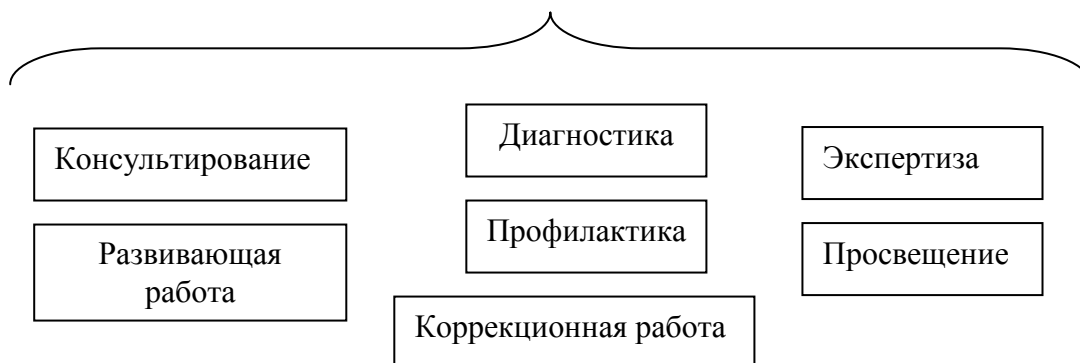 Диагностика
Консультирование
Экспертиза
Профилактика
Развивающая
работа
Просвещение
Коррекционная работа